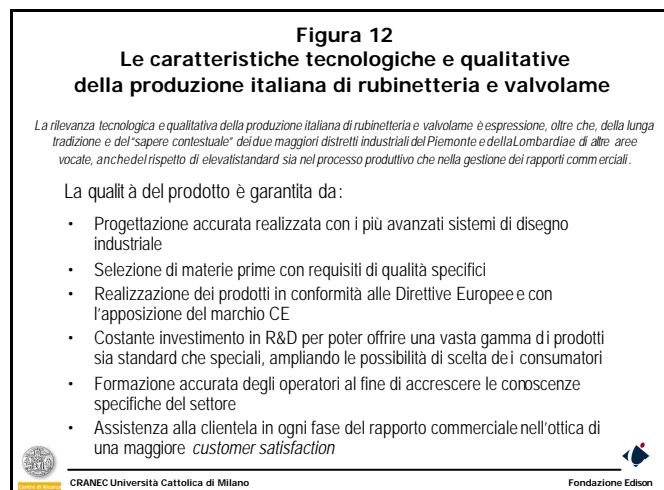 Figura 12
Le caratteristiche tecnologiche e qualitative
della produzione italiana di rubinetteria e valvolame
La rilevanza tecnologica e qualitativa della produzione italiana di rubinetteria e valvolame è espressione, oltre che, della lunga
tradizione e del "sapere contestuale" dei due maggiori distretti industriali del Piemonte e della Lombardia e di altre aree
vocate, anche del rispetto di elevati standard sia nel processo produttivo che nella gestione dei rapporti commerciali.
La qualità del prodotto è garantita da:
• Progettazione accurata realizzata con i più avanzati sistemi di disegno
industriale
• Selezione di materie prime con requisiti di qualità specifici
• Realizzazione dei prodotti in conformità alle Direttive Europee e con
l'apposizione del marchio CE
• Costante investimento in R&D per poter offrire una vasta gamma di prodotti
sia standard che speciali, ampliando le possibilità di scelta dei consumatori
• Formazione accurata degli operatori al fine di accrescere le conoscenze
specifiche del settore
• Assistenza alla clientela in ogni fase del rapporto commerciale nell'ottica di
una maggiore customer satisfaction
Centro di Ricerca
CRANEC Università Cattolica di Milano
Fondazione Edison